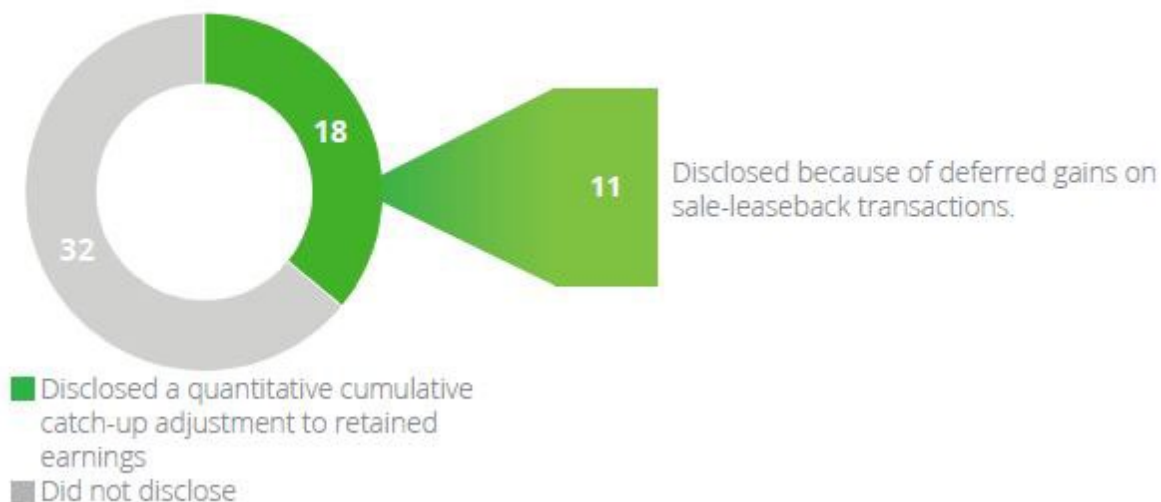 18
11
Disclosed because of deferred gains on
sale-leaseback transactions.
32
Disclosed a quantitative cumulative
catch-up adjustment to retained
earnings
Did not disclose